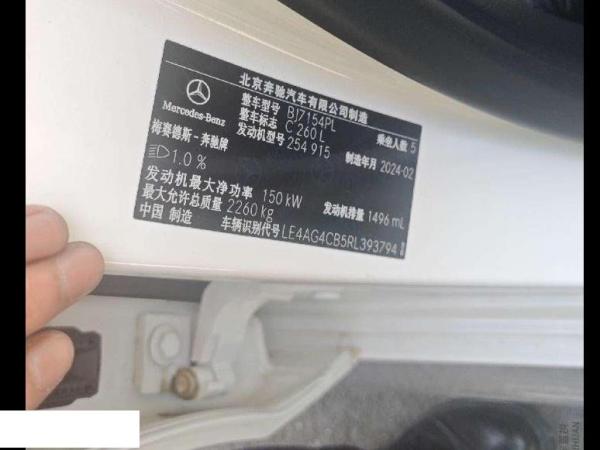 北京奔驰汽车有限公司制造
Mercedes-Benz
整车型号 BJ7154PL
整车标志 C 260 L
乘坐人数 5
梅赛德斯-奔驰牌
发动机型号 254 915
制造年月 2024-02
1.0 %
发动机最大净功率 150 kW
发动机排量 1496 mL
最大允许总质量 2260 kg
中国 制造
车辆识别代号 LE4AG4CB5RL393794